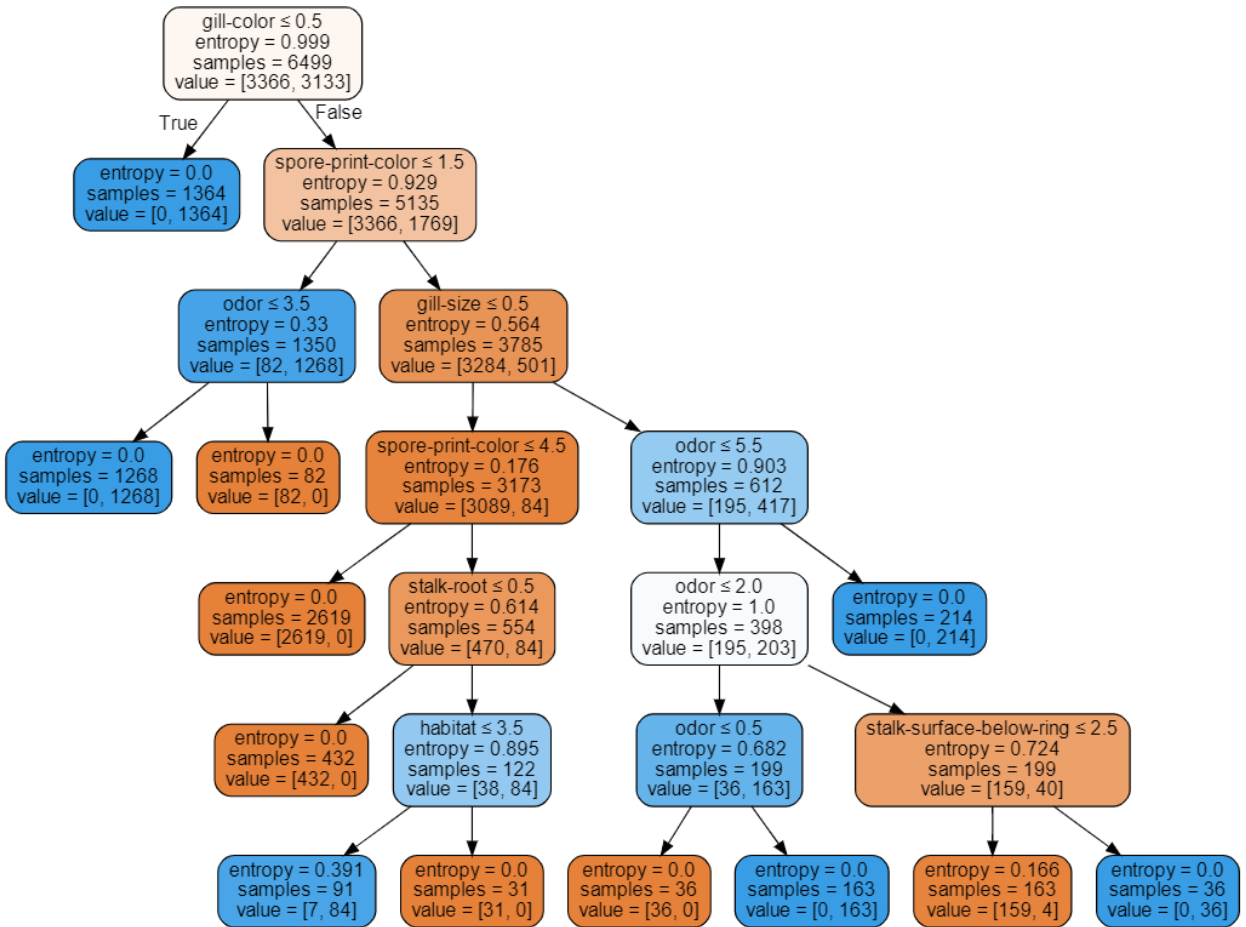 gill-color ≤ 0.5
entropy = 0.999
samples = 6499
value = [3366, 3133]
True
False
entropy = 0.0
samples = 1364
value = [0, 1364]
spore-print-color ≤ 1.5
entropy = 0.929
samples = 5135
value = [3366, 1769]
odor ≤ 3.5
entropy = 0.33
samples = 1350
value = [82, 1268]
gill-size ≤ 0.5
entropy = 0.564
samples = 3785
value = [3284, 501]
entropy = 0.0
samples = 1268
value = [0, 1268]
entropy = 0.0
samples = 82
value = [82, 0]
spore-print-color ≤ 4.5
entropy = 0.176
samples = 3173
value = [3089, 84]
odor ≤ 5.5
entropy = 0.903
samples = 612
value = [195, 417]
entropy = 0.0
samples = 2619
value = [2619, 0]
stalk-root ≤ 0.5
entropy = 0.614
samples = 554
value = [470, 84]
odor ≤ 2.0
entropy = 1.0
samples = 398
value = [195, 203]
entropy = 0.0
samples = 214
value = [0, 214]
entropy = 0.0
samples = 432
value = [432, 0]
habitat ≤ 3.5
entropy = 0.895
samples = 122
value = [38, 84]
odor ≤ 0.5
entropy = 0.682
samples = 199
value = [36, 163]
stalk-surface-below-ring ≤ 2.5
entropy = 0.724
samples = 199
value = [159, 40]
entropy = 0.391
samples = 91
value = [7, 84]
entropy = 0.0
samples = 31
value = [31, 0]
entropy = 0.0
samples = 36
value = [36, 0]
entropy = 0.0
samples = 163
value = [0, 163]
entropy = 0.166
samples = 163
value = [159, 4]
entropy = 0.0
samples = 36
value = [0, 36]